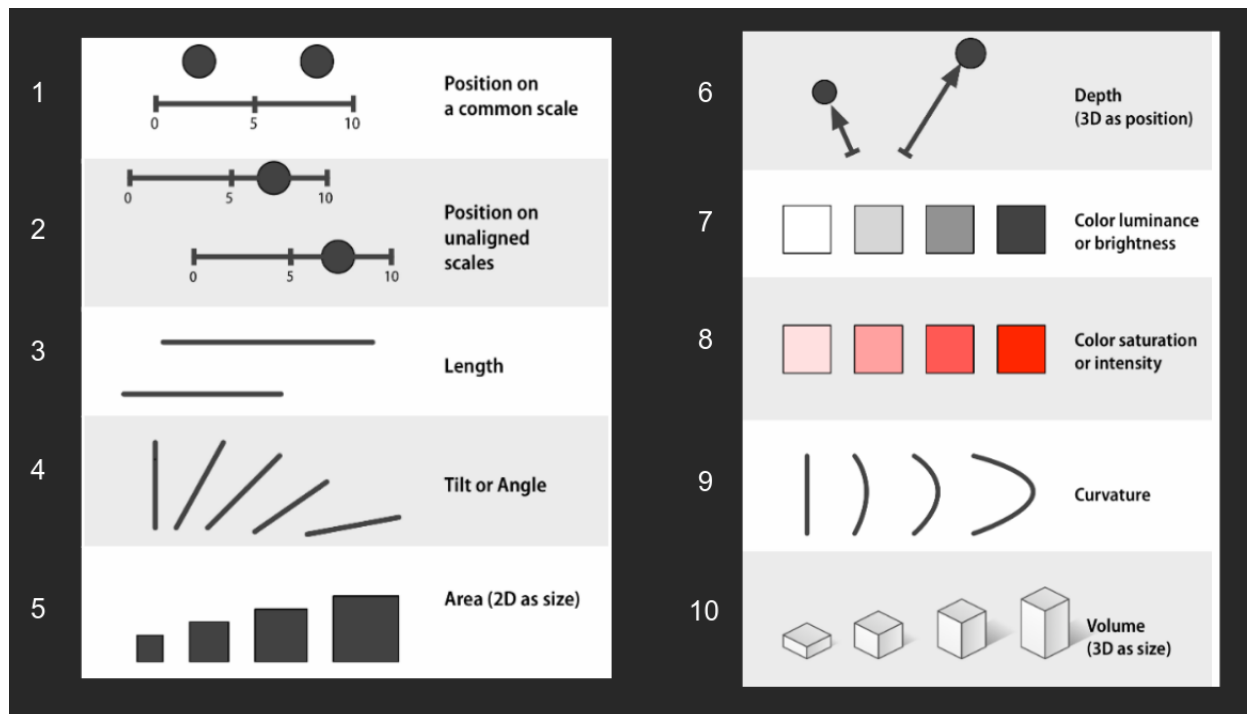 1
Position on
a common scale
0 5 10
2
0 5 10
Position on
unaligned
scales
0 5 10
3
Length
4
Tilt or Angle
5
Area (2D as size)
6
Depth
(3D as position)
7
Color luminance
or brightness
8
Color saturation
or intensity
9
Curvature
10
Volume
(3D as size)